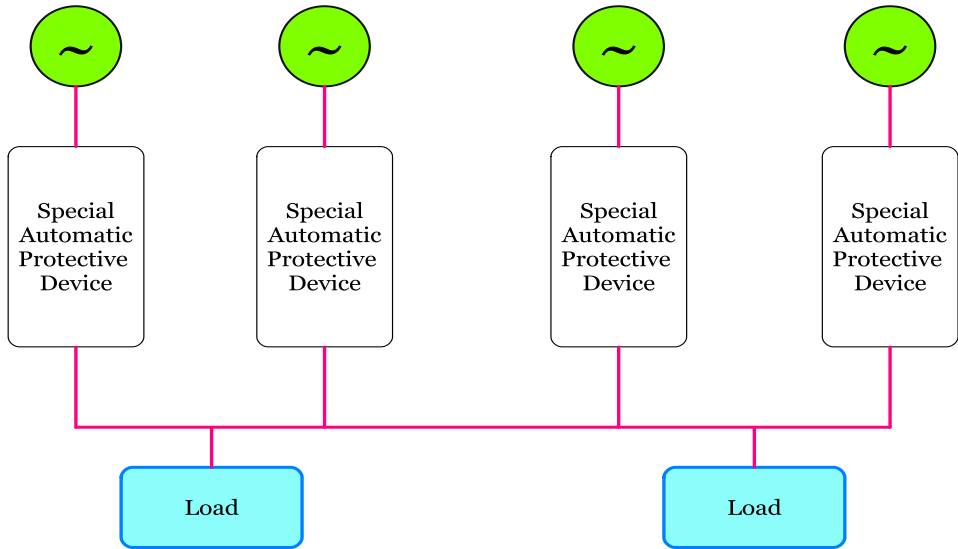 ~
~
~
~
Special
Automatic
Protective
Device
Special
Automatic
Protective
Device
Special
Automatic
Protective
Device
Special
Automatic
Protective
Device
Load
Load